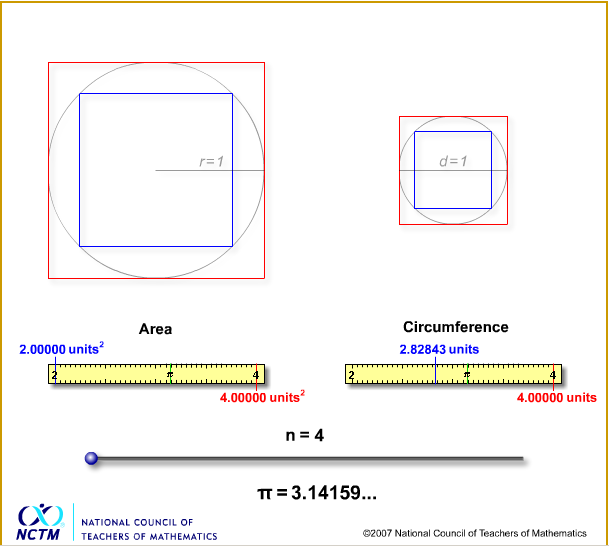 r=1
d=1
Area
Circumference
2.00000 units²
2.82843 units
2 π 4
2 π 4
4.00000 units²
4.00000 units
n = 4
π = 3.14159...
NCTM
NATIONAL COUNCIL OF
TEACHERS OF MATHEMATICS
©2007 National Council of Teachers of Mathematics